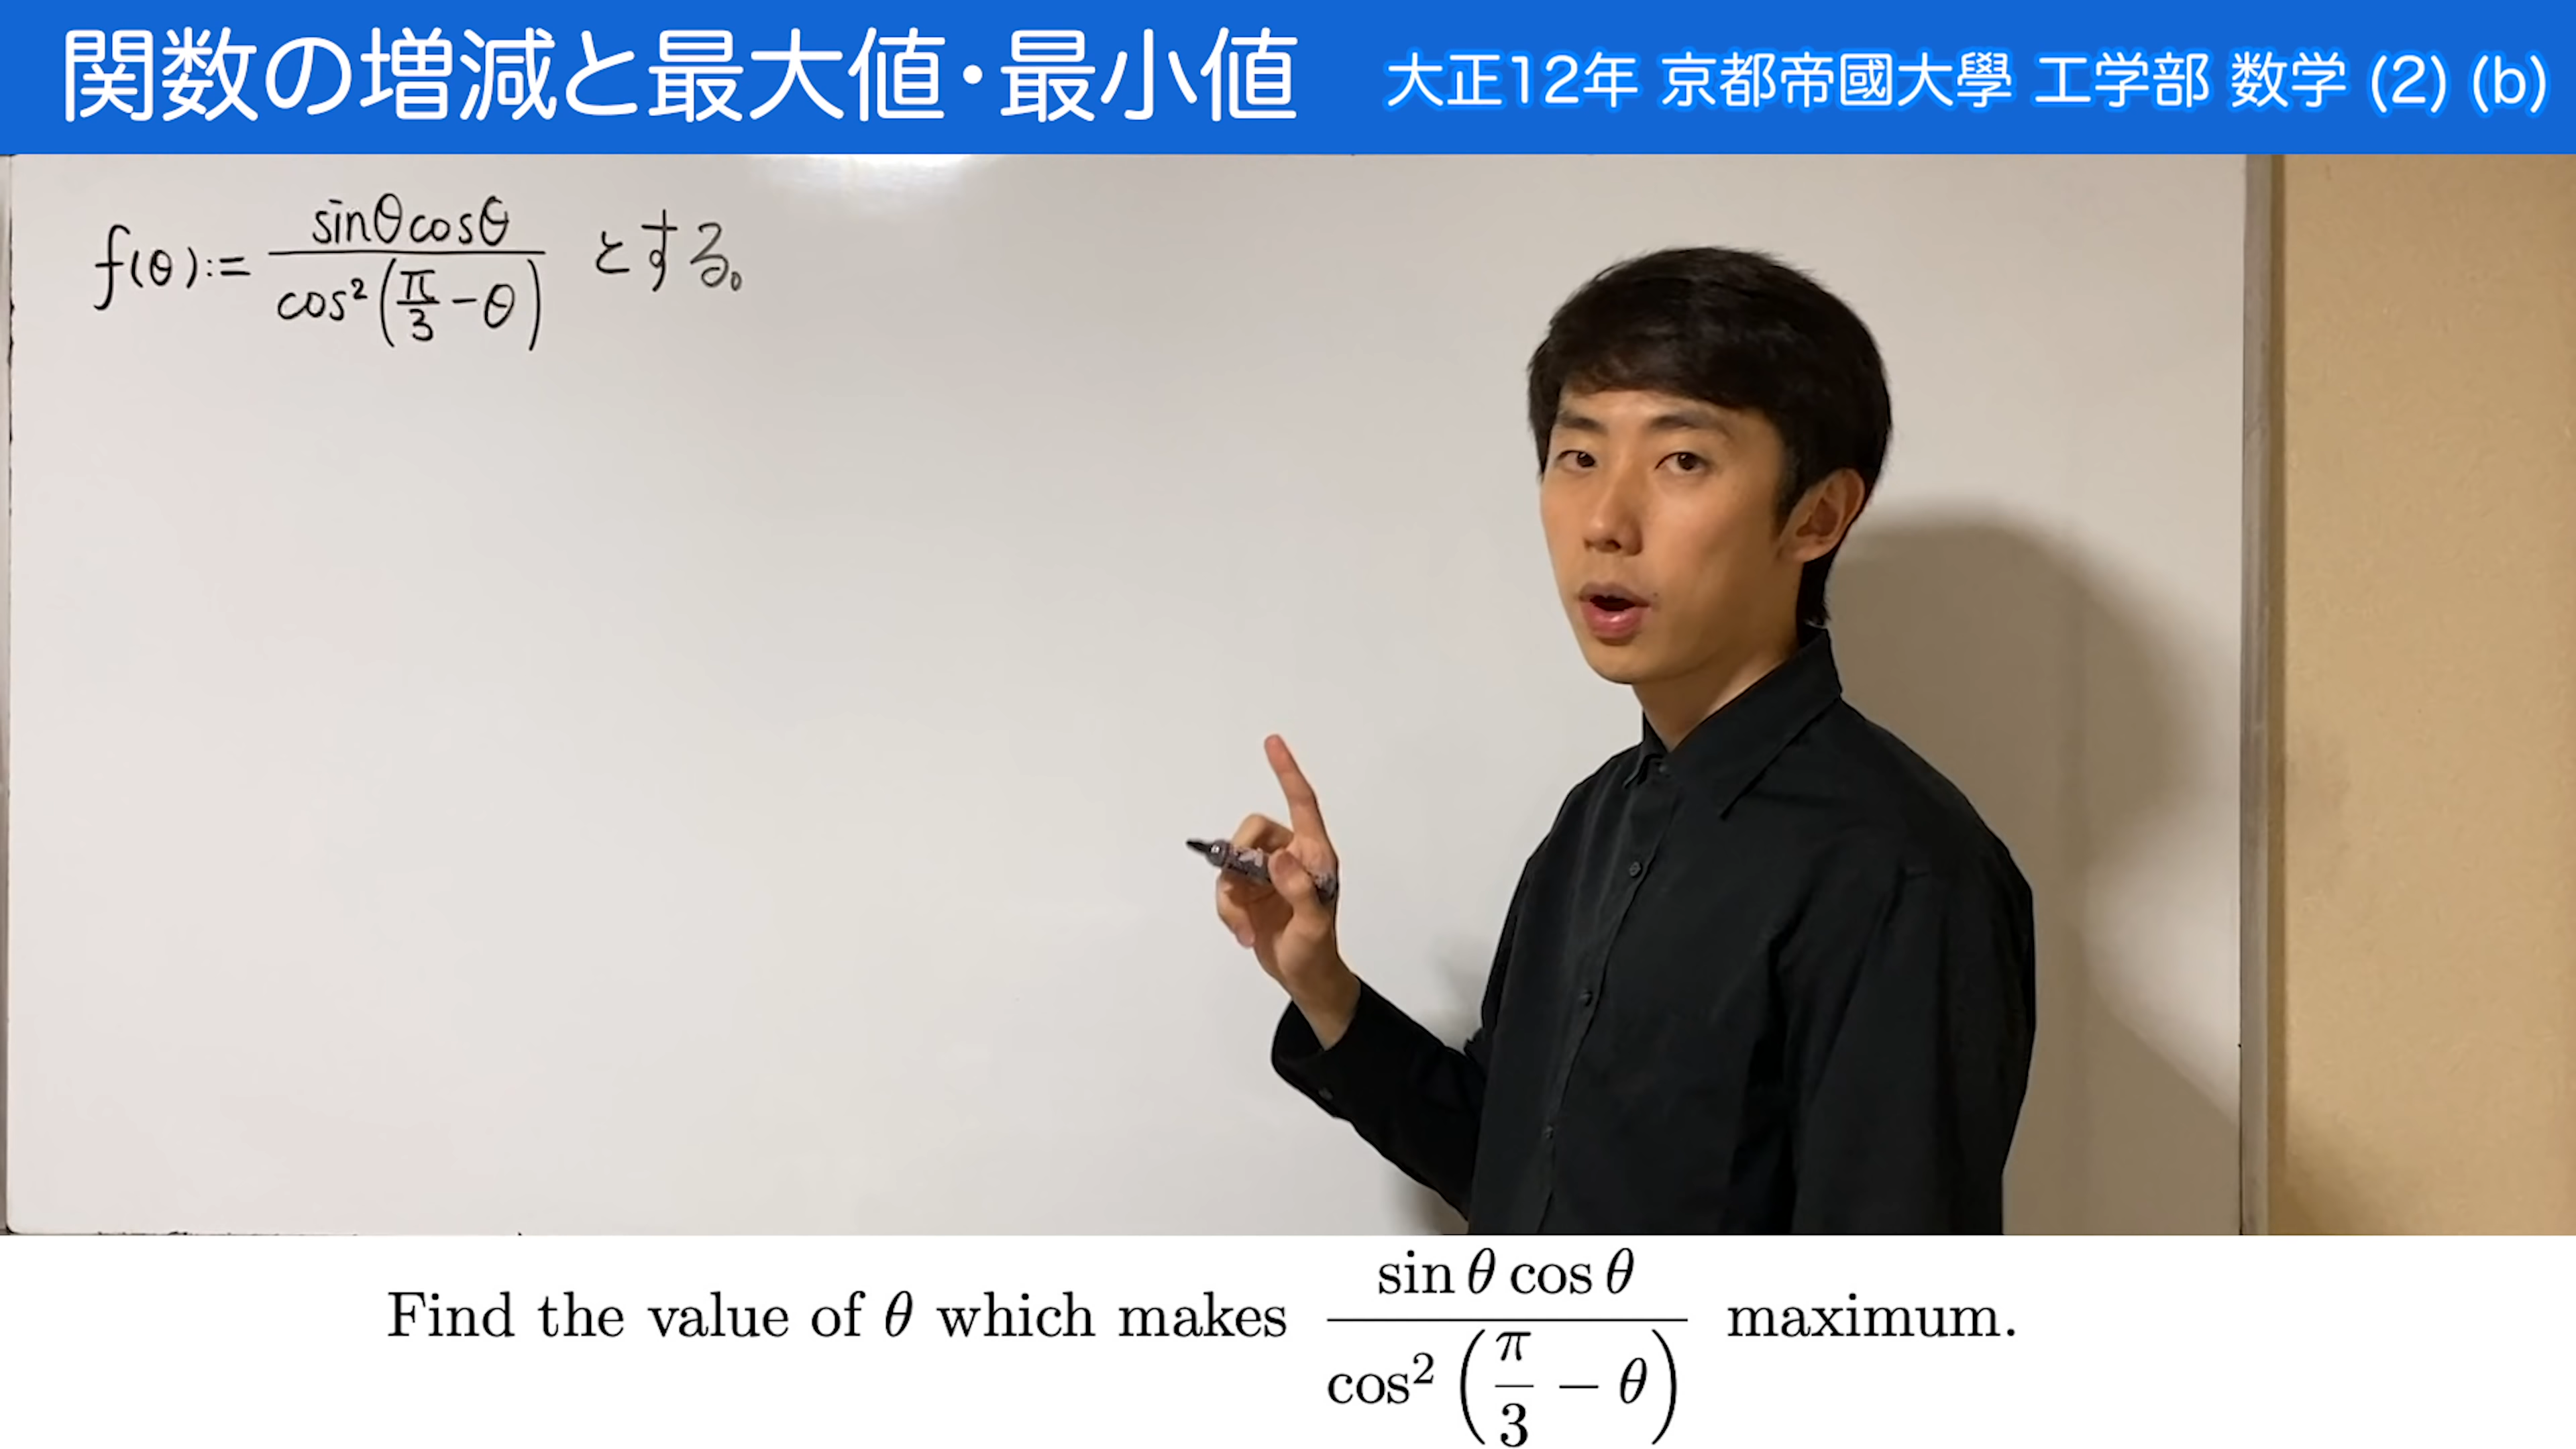 関数の増減と最大値・最小値 大正12年 京都帝國大學 工学部 数学 (2) (b)
f(θ):= sinθcosθ / cos²(π/3 − θ) とする。
Find the value of θ which makes sin θ cos θ / cos² (π/3 − θ) maximum.